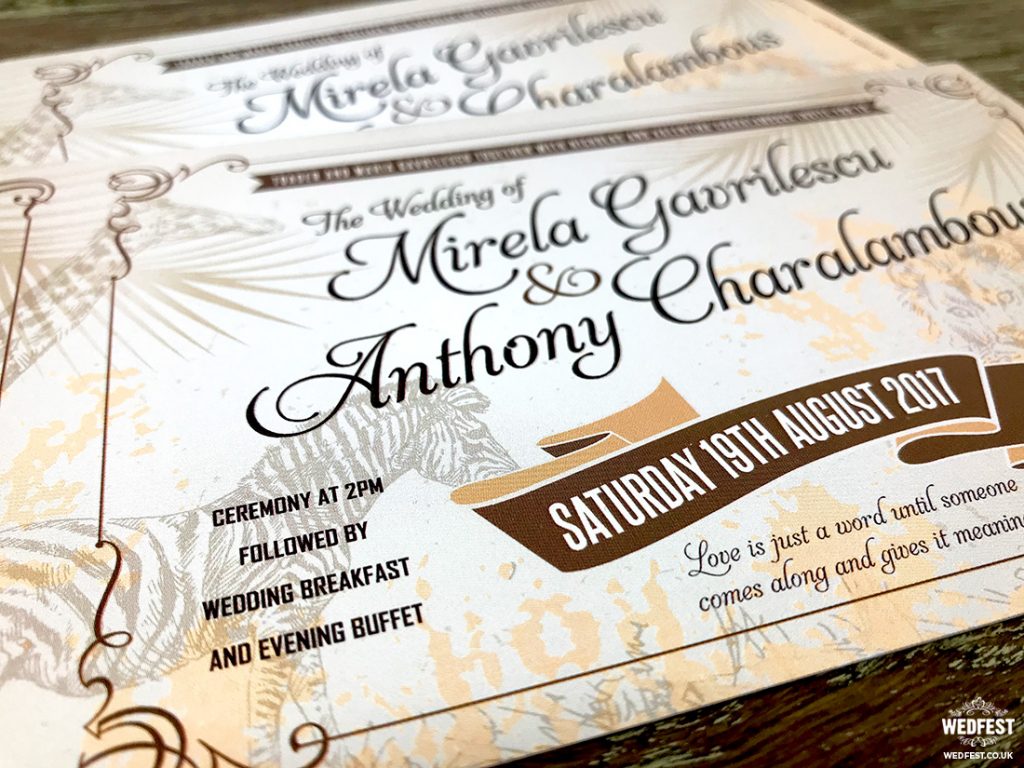 The Wedding of
Mirela Gavrilescu
& Charalambous
The Wedding of
Mirela Gavrilescu
&
Anthony Charalambous
SATURDAY 19TH AUGUST 2017
CEREMONY AT 2PM
FOLLOWED BY
WEDDING BREAKFAST
AND EVENING BUFFET
Love is just a word until someone
comes along and gives it meaning
WEDFEST
WEDFEST.CO.UK